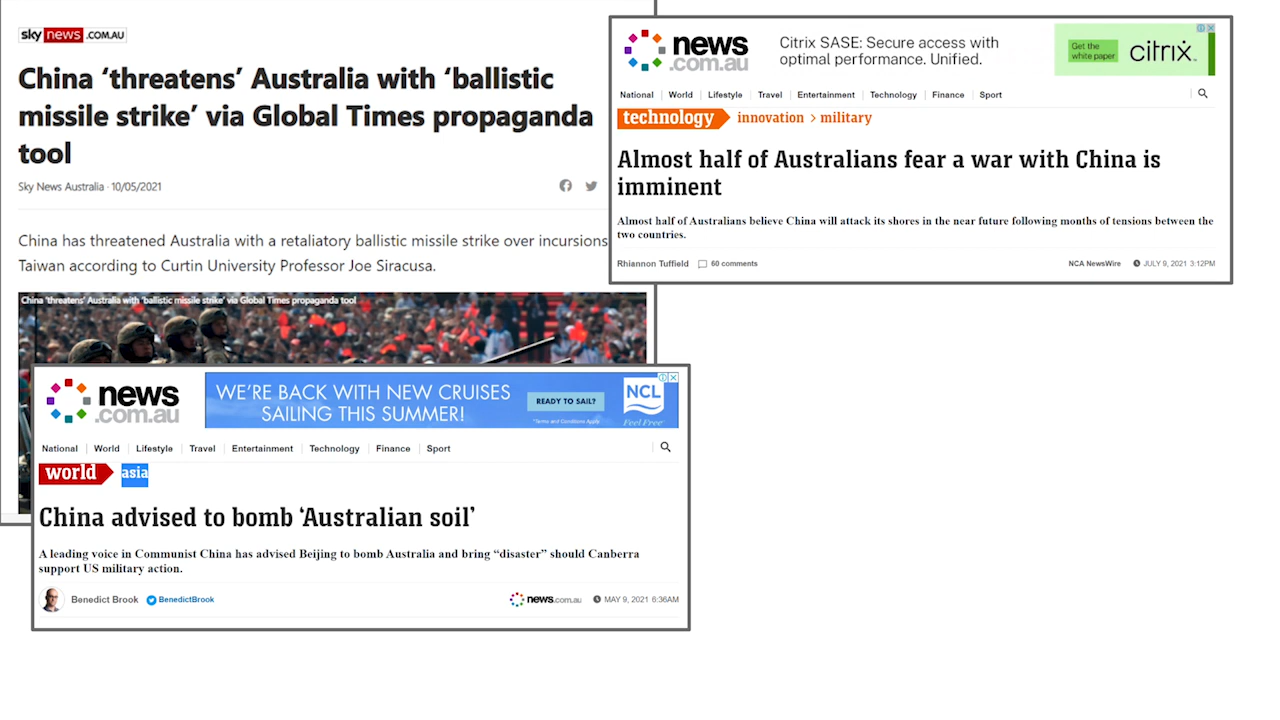 sky news .COM.AU
China ‘threatens’ Australia with ‘ballistic
missile strike’ via Global Times propaganda
tool
Sky News Australia · 10/05/2021
China has threatened Australia with a retaliatory ballistic missile strike over incursions
Taiwan according to Curtin University Professor Joe Siracusa.
China 'threatens' Australia with 'ballistic missile strike' via Global Times propaganda tool
news
.com.au
Citrix SASE: Secure access with
optimal performance. Unified.
Get the
white paper
citrix
National World Lifestyle Travel Entertainment Technology Finance Sport
technology innovation > military
Almost half of Australians fear a war with China is
imminent
Almost half of Australians believe China will attack its shores in the near future following months of tensions between the
two countries.
Rhiannon Tuffield 60 comments NCA NewsWire JULY 9, 2021 3:12PM
news
.com.au
WE’RE BACK WITH NEW CRUISES
SAILING THIS SUMMER!
READY TO SAIL?
*Terms and Conditions Apply
NCL
Feel Free
National World Lifestyle Travel Entertainment Technology Finance Sport
world asia
China advised to bomb ‘Australian soil’
A leading voice in Communist China has advised Beijing to bomb Australia and bring “disaster” should Canberra
support US military action.
Benedict Brook BenedictBrook news.com.au MAY 9, 2021 6:36AM